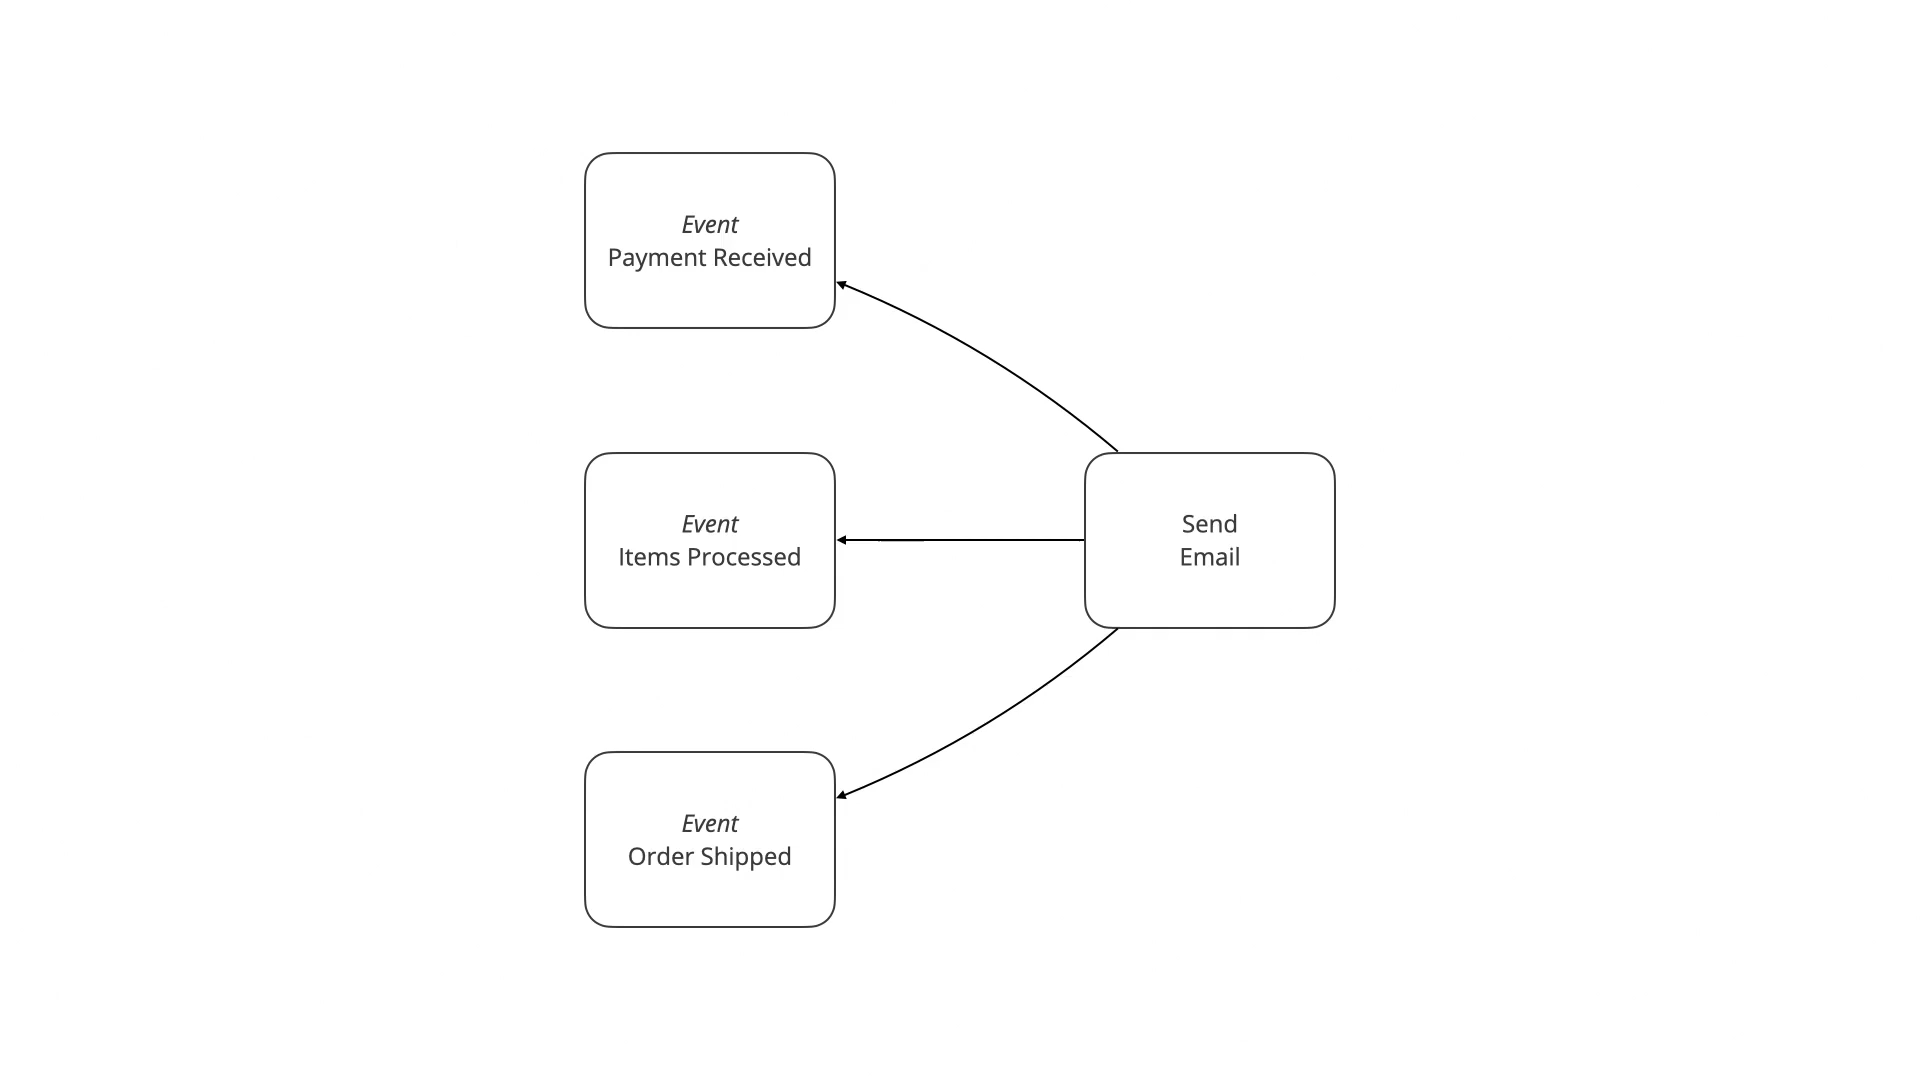 Event
Payment Received
Event
Items Processed
Send
Email
Event
Order Shipped